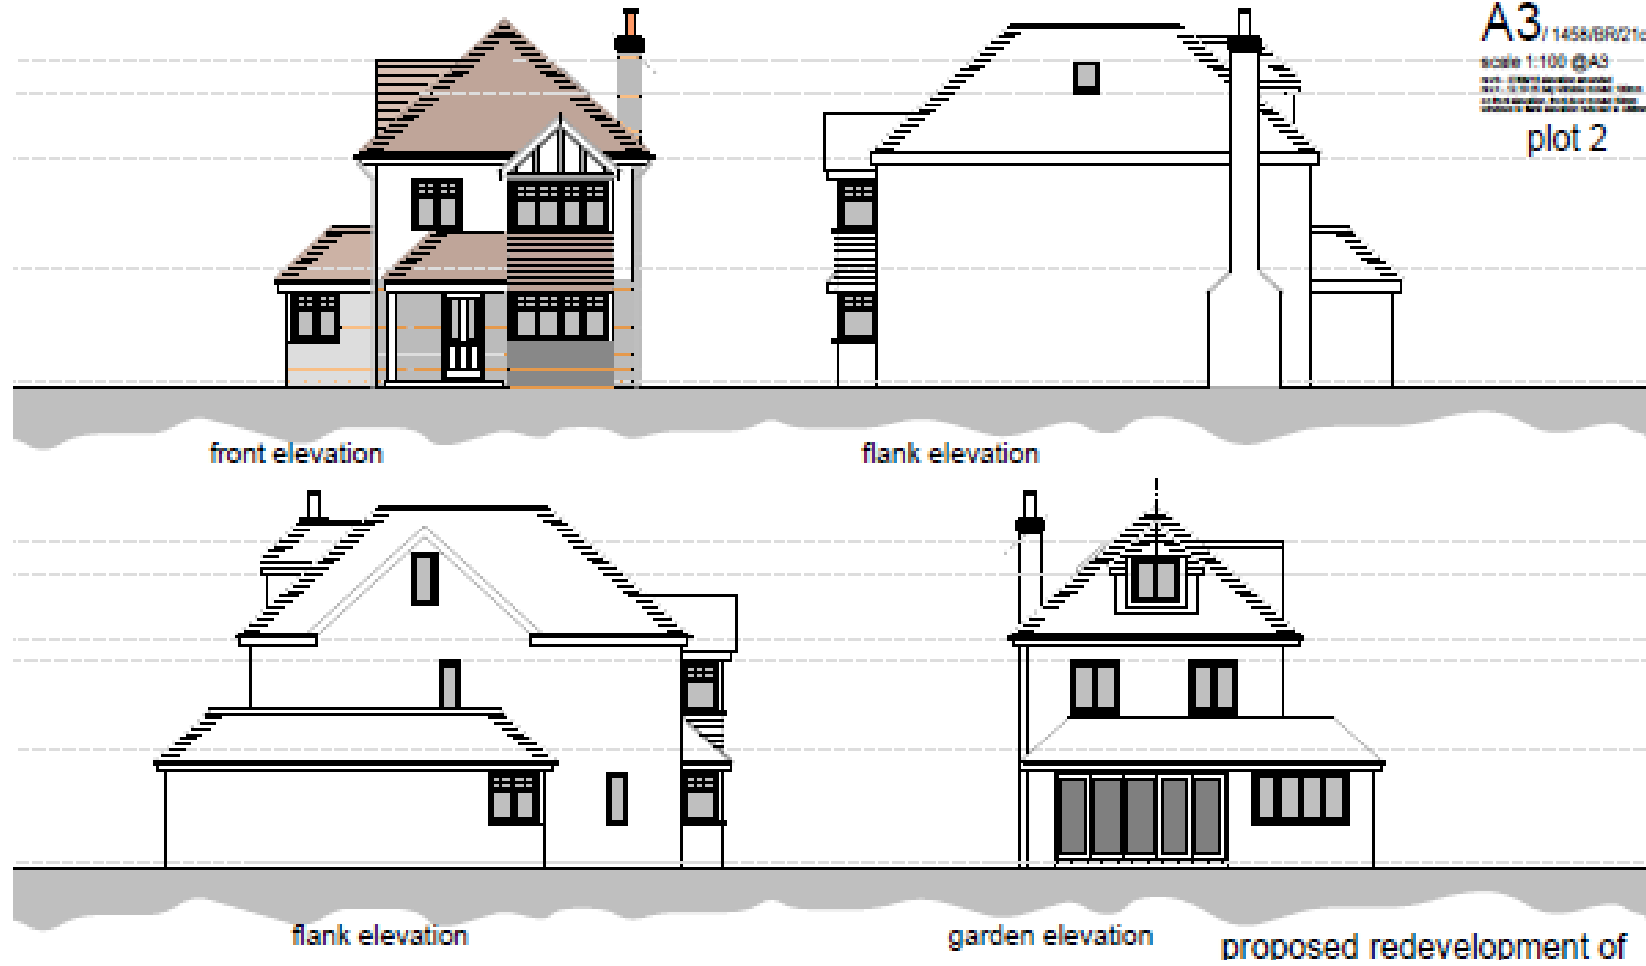 A3/ 1458/BR/21c
scale 1:100 @A3
plot 2
front elevation
flank elevation
flank elevation
garden elevation
proposed redevelopment of